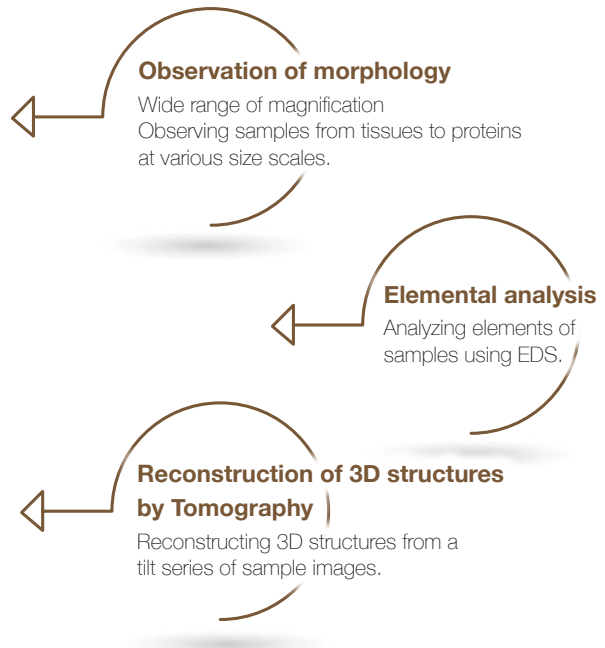 Observation of morphology
Wide range of magnification
Observing samples from tissues to proteins
at various size scales.
Elemental analysis
Analyzing elements of
samples using EDS.
Reconstruction of 3D structures
by Tomography
Reconstructing 3D structures from a
tilt series of sample images.